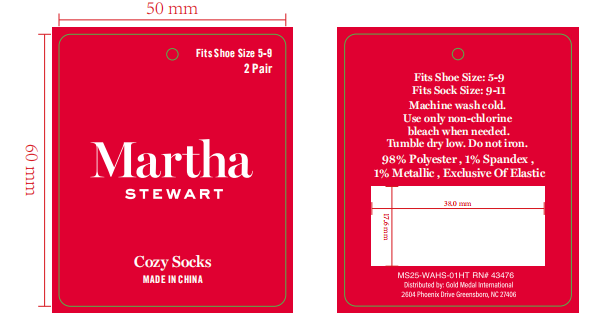 50 mm
60 mm
Fits Shoe Size 5-9
2 Pair
Martha
STEWART
Cozy Socks
MADE IN CHINA
Fits Shoe Size: 5-9
Fits Sock Size: 9-11
Machine wash cold.
Use only non-chlorine
bleach when needed.
Tumble dry low. Do not iron.
98% Polyester , 1% Spandex ,
1% Metallic , Exclusive Of Elastic
38.0 mm
17.6 mm
MS25-WAHS-01HT RN# 43476
Distributed by: Gold Medal International
2604 Phoenix Drive Greensboro, NC 27406